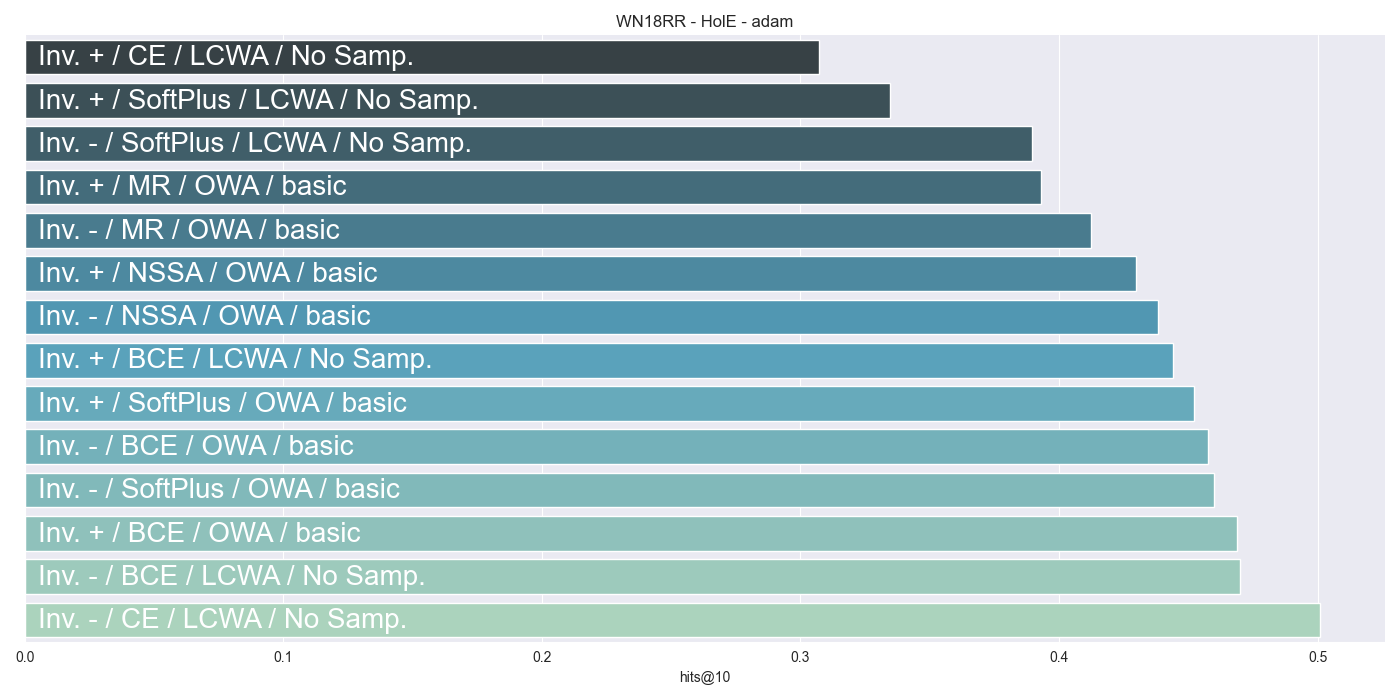 WN18RR - HolE - adam
Inv. + / CE / LCWA / No Samp.
Inv. + / SoftPlus / LCWA / No Samp.
Inv. - / SoftPlus / LCWA / No Samp.
Inv. + / MR / OWA / basic
Inv. - / MR / OWA / basic
Inv. + / NSSA / OWA / basic
Inv. - / NSSA / OWA / basic
Inv. + / BCE / LCWA / No Samp.
Inv. + / SoftPlus / OWA / basic
Inv. - / BCE / OWA / basic
Inv. - / SoftPlus / OWA / basic
Inv. + / BCE / OWA / basic
Inv. - / BCE / LCWA / No Samp.
Inv. - / CE / LCWA / No Samp.
0.0 0.1 0.2 0.3 0.4 0.5
hits@10